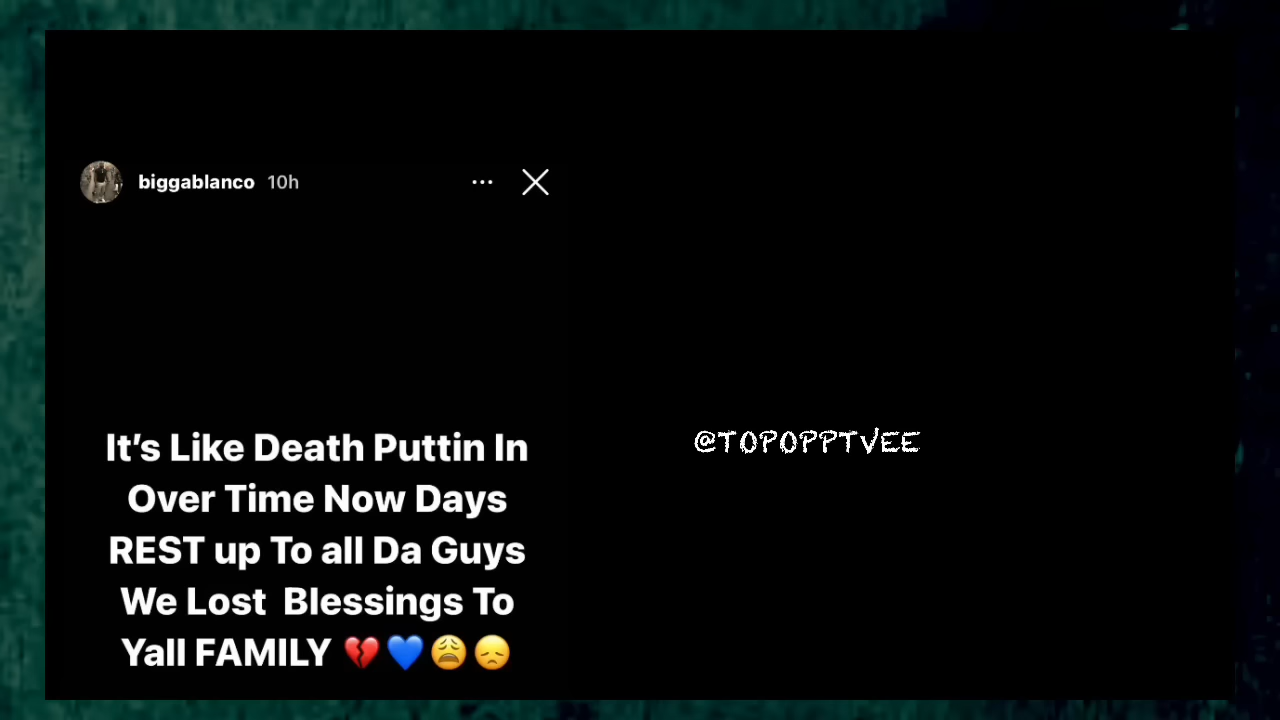 biggablanco 10h
It's Like Death Puttin In
Over Time Now Days
REST up To all Da Guys
We Lost  Blessings To
Yall FAMILY 💔💙😩😞
@TOPOPPTVEE